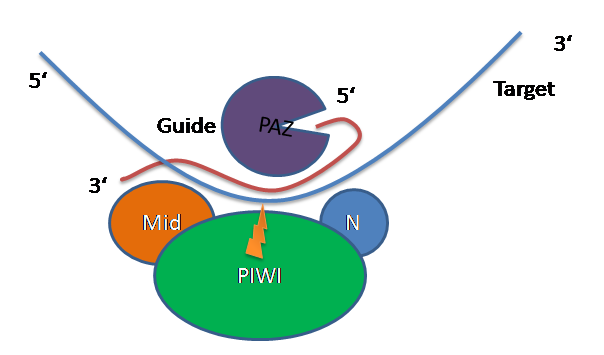 3‘
5‘
Target
5‘
Guide
PAZ
3‘
Mid
N
PIWI